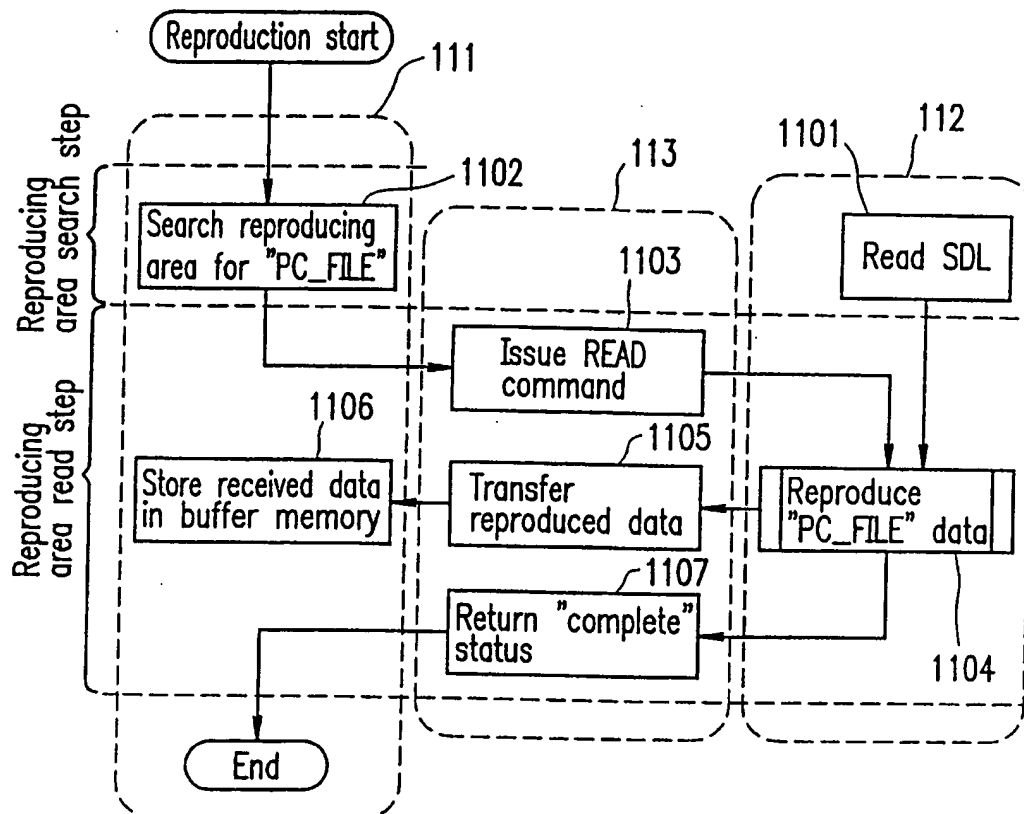 Reproduction start
111
1101
112
113
1102
Reproducing
area search step
Search reproducing
area for "PC_FILE"
1103
Read SDL
Issue READ
command
Reproducing
area read step
1106
1105
Store received data
in buffer memory
Transfer
reproduced data
Reproduce
"PC_FILE" data
1107
Return "complete"
status
1104
End